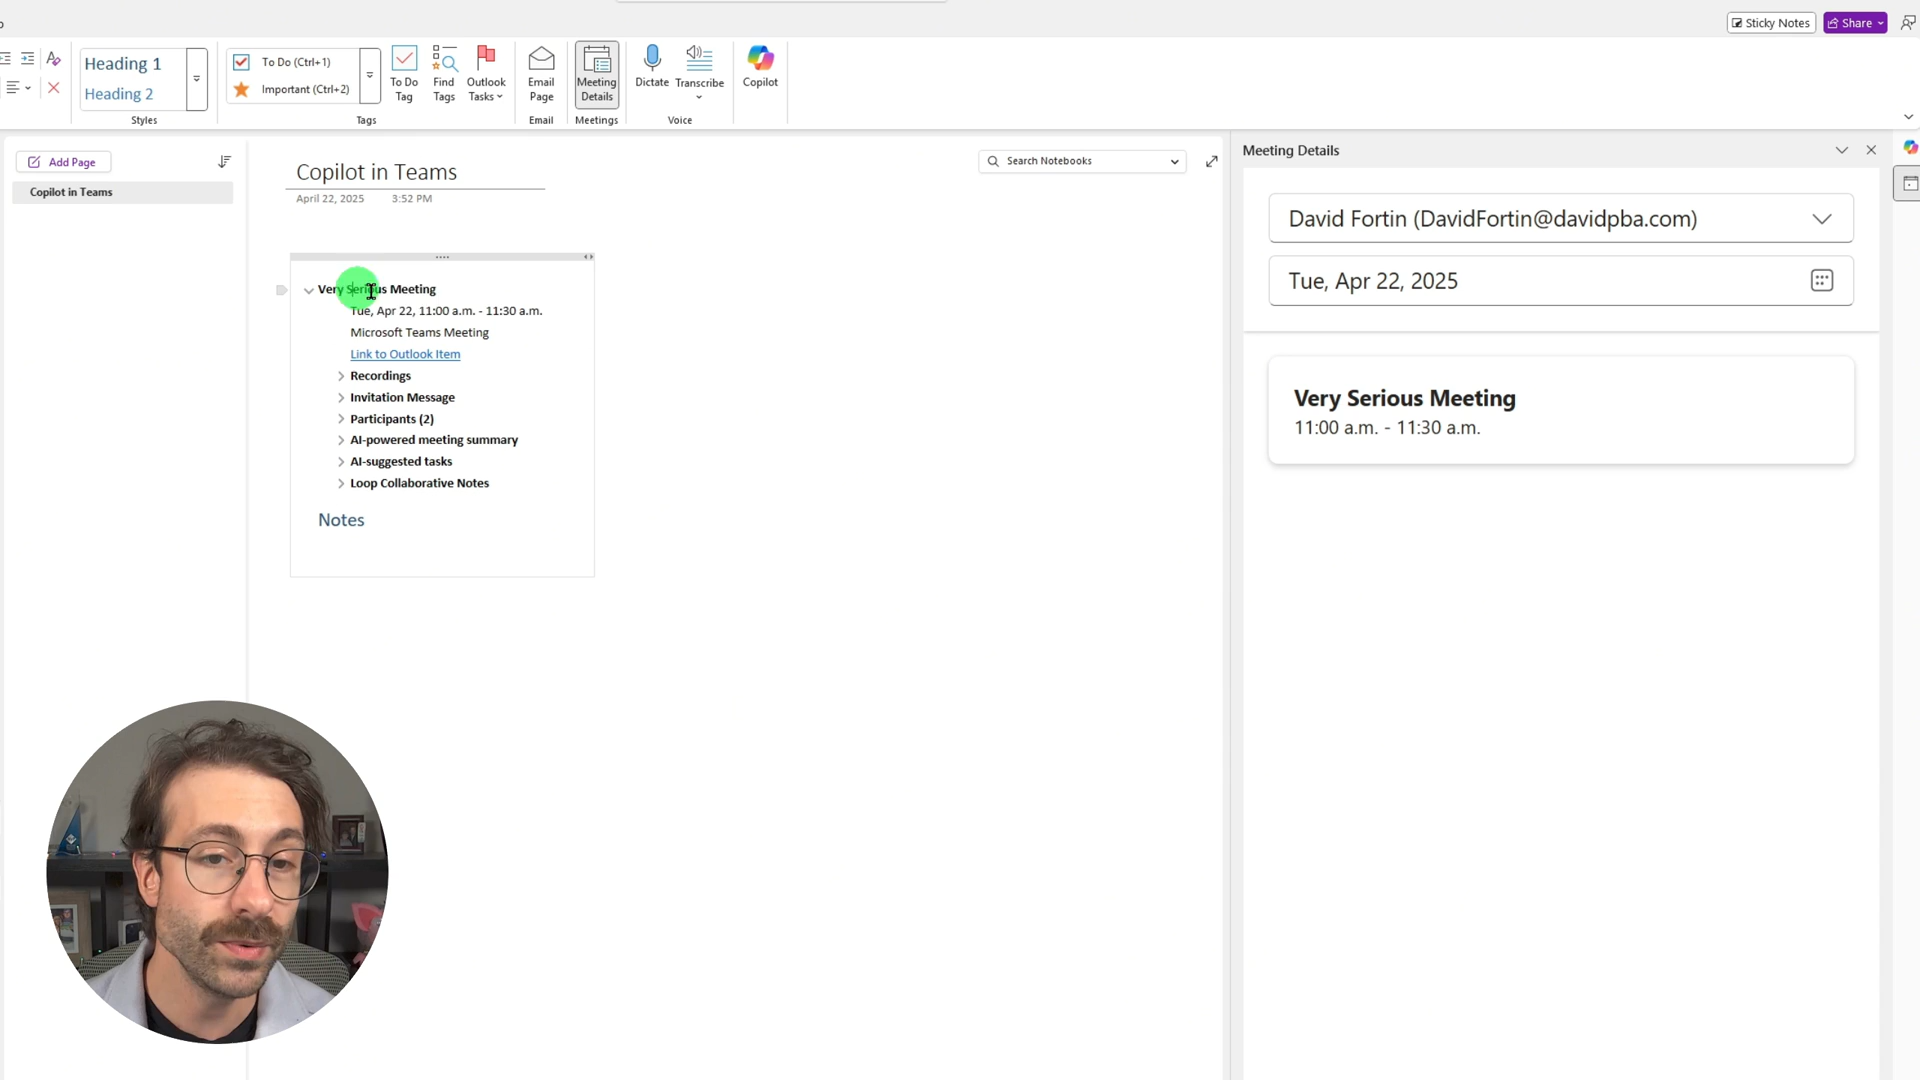 Sticky Notes
Share
Heading 1
Heading 2
Styles
To Do (Ctrl+1)
Important (Ctrl+2)
To Do
Tag
Find
Tags
Outlook
Tasks
Tags
Email
Page
Email
Meeting
Details
Meetings
Dictate
Transcribe
Voice
Copilot
Add Page
Copilot in Teams
Copilot in Teams
April 22, 2025 3:52 PM
Search Notebooks
Very Serious Meeting
Tue, Apr 22, 11:00 a.m. - 11:30 a.m.
Microsoft Teams Meeting
Link to Outlook Item
Recordings
Invitation Message
Participants (2)
AI-powered meeting summary
AI-suggested tasks
Loop Collaborative Notes
Notes
Meeting Details
David Fortin (DavidFortin@davidpba.com)
Tue, Apr 22, 2025
Very Serious Meeting
11:00 a.m. - 11:30 a.m.